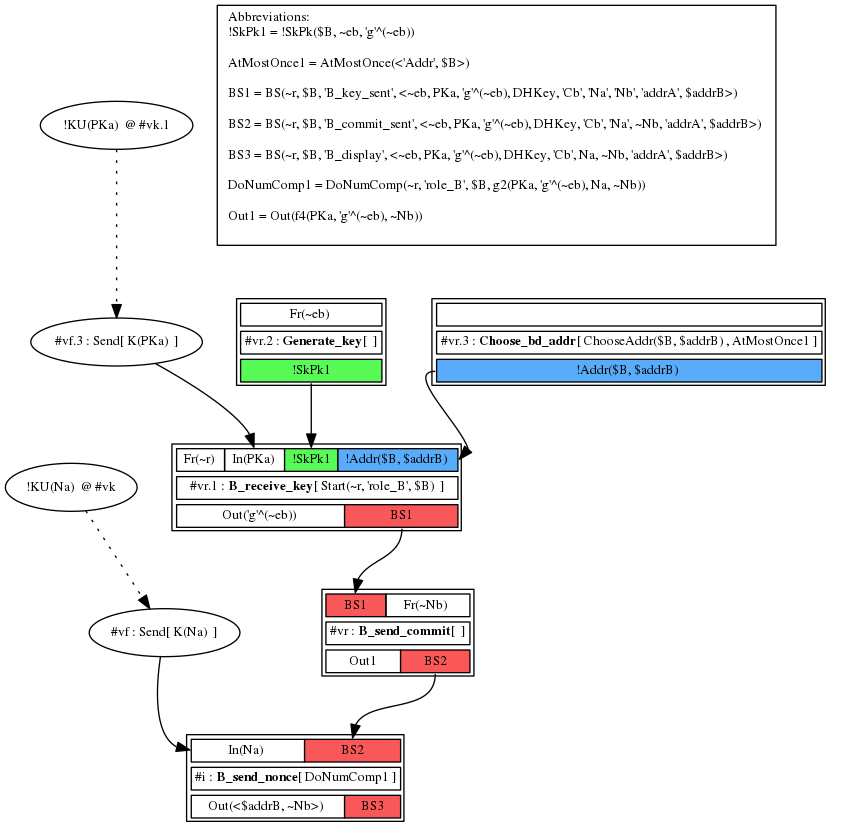 Abbreviations:
!SkPk1 = !SkPk($B, ~eb, 'g'^(~eb))
AtMostOnce1 = AtMostOnce(<'Addr', $B>)
BS1 = BS(~r, $B, 'B_key_sent', <~eb, PKa, 'g'^(~eb), DHKey, 'Cb', 'Na', 'Nb', 'addrA', $addrB>)
BS2 = BS(~r, $B, 'B_commit_sent', <~eb, PKa, 'g'^(~eb), DHKey, 'Cb', 'Na', ~Nb, 'addrA', $addrB>)
BS3 = BS(~r, $B, 'B_display', <~eb, PKa, 'g'^(~eb), DHKey, 'Cb', Na, ~Nb, 'addrA', $addrB>)
DoNumComp1 = DoNumComp(~r, 'role_B', $B, g2(PKa, 'g'^(~eb), Na, ~Nb))
Out1 = Out(f4(PKa, 'g'^(~eb), ~Nb))
!KU(PKa) @ #vk.1
#vf.3 : Send[ K(PKa) ]
Fr(~eb)
#vr.2 : Generate_key[ ]
!SkPk1
#vr.3 : Choose_bd_addr[ ChooseAddr($B, $addrB) , AtMostOnce1 ]
!Addr($B, $addrB)
Fr(~r) In(PKa) !SkPk1 !Addr($B, $addrB)
#vr.1 : B_receive_key[ Start(~r, 'role_B', $B) ]
Out('g'^(~eb)) BS1
!KU(Na) @ #vk
#vf : Send[ K(Na) ]
BS1 Fr(~Nb)
#vr : B_send_commit[ ]
Out1 BS2
In(Na) BS2
#i : B_send_nonce[ DoNumComp1 ]
Out(<$addrB, ~Nb>) BS3